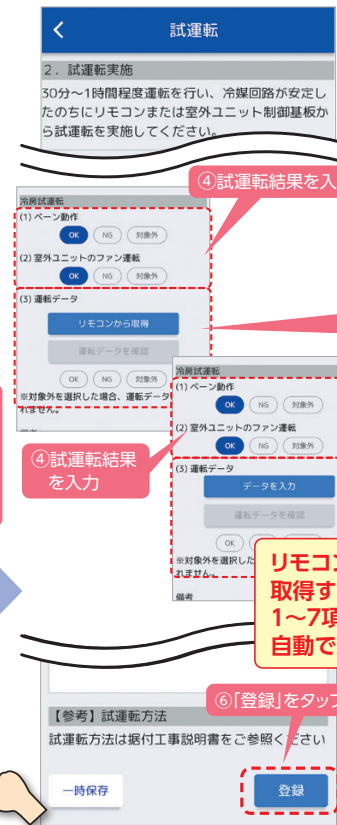 試運転
2．試運転実施
30分～1時間程度運転を行い、冷媒回路が安定し
たのちにリモコンまたは室外ユニット制御基板か
ら試運転を実施してください。
④試運転結果を入
冷房試運転
(1) ベーン動作
OK NG 対象外
(2) 室外ユニットのファン運転
OK NG 対象外
(3) 運転データ
リモコンから取得
運転データを確認
OK NG 対象外
※対象外を選択した場合、運転データ
れません。
冷房試運転
(1) ベーン動作
OK NG 対象外
(2) 室外ユニットのファン運転
OK NG 対象外
(3) 運転データ
データを入力
運転データを確認
OK
※対象外を選択した
れません。
備考
④試運転結果
を入力
リモコン
取得す
1～7項
自動で
【参考】試運転方法
試運転方法は据付工事説明書をご参照ください
⑥「登録」をタップ
一時保存
登録